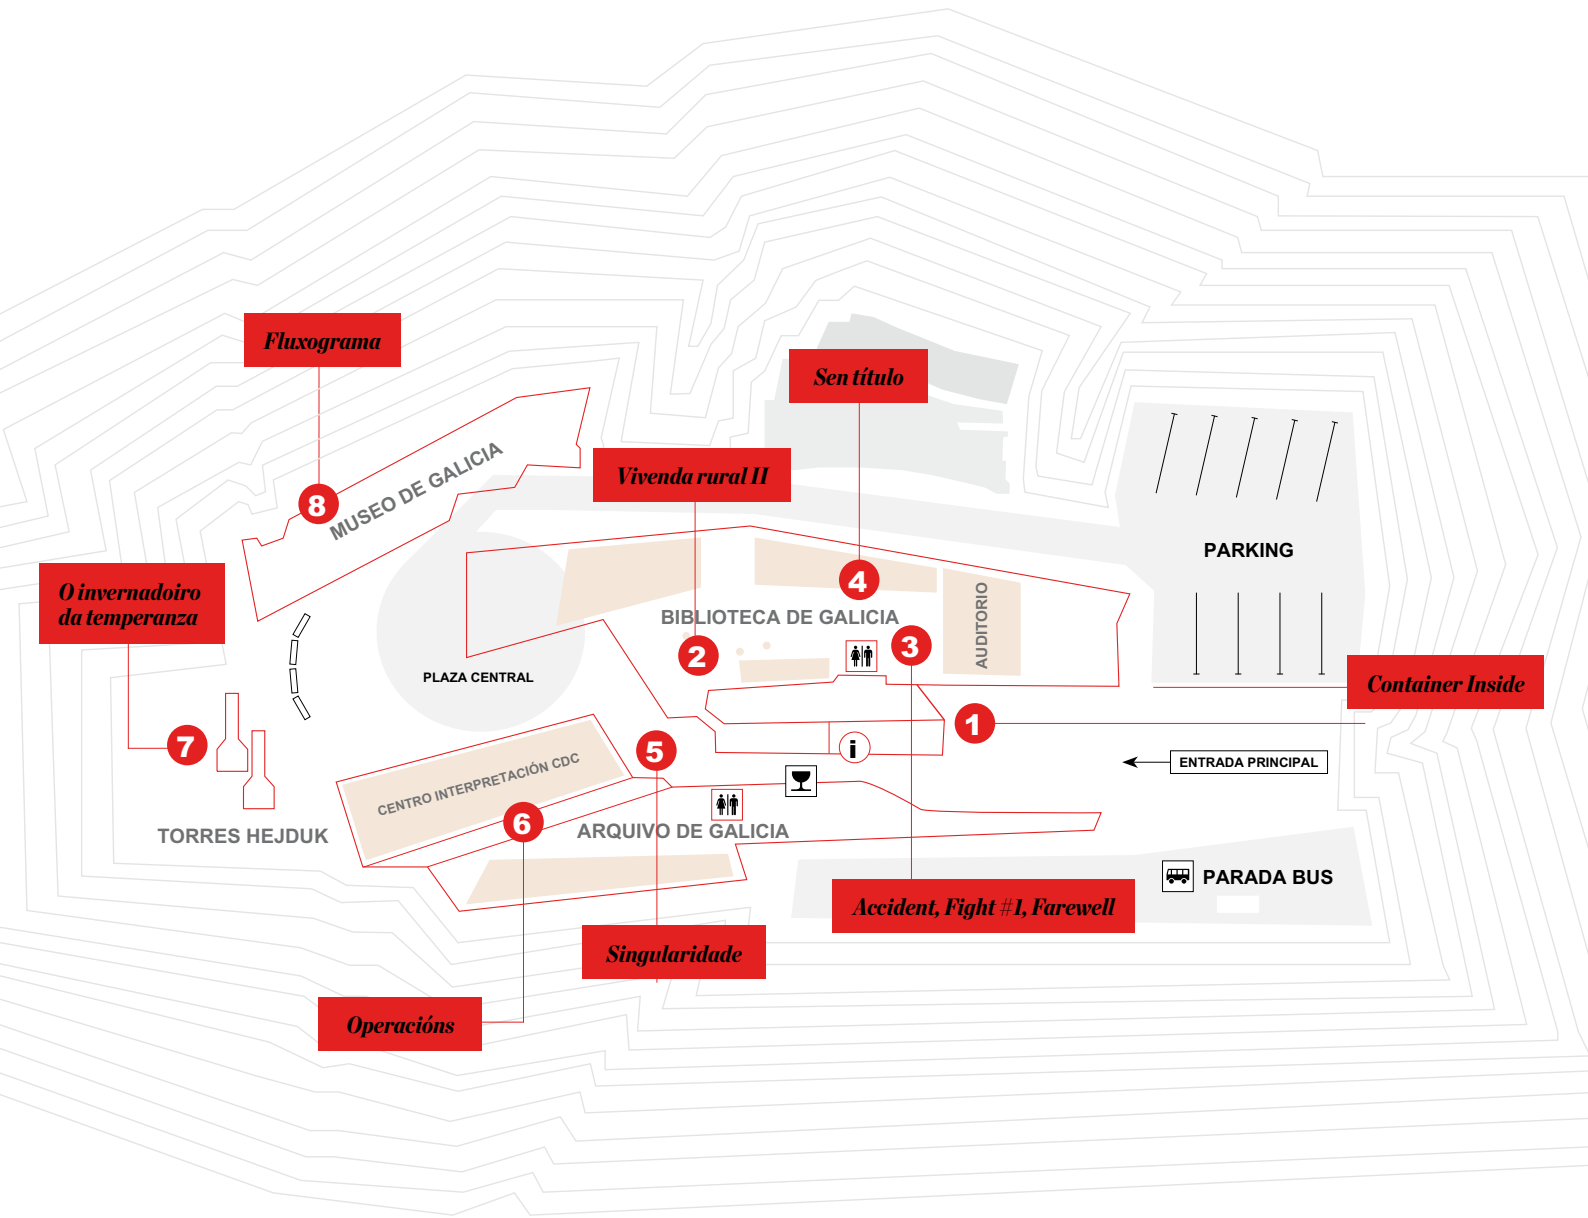 Fluxograma
Sen título
Vivenda rural II
8
MUSEO DE GALICIA
PARKING
O invernadoiro
da temperanza
4
BIBLIOTECA DE GALICIA
AUDITORIO
3
2
PLAZA CENTRAL
Container Inside
1
7
5
i
ENTRADA PRINCIPAL
CENTRO INTERPRETACIÓN CDC
6
ARQUIVO DE GALICIA
TORRES HEJDUK
PARADA BUS
Accident, Fight #1, Farewell
Singularidade
Operacións